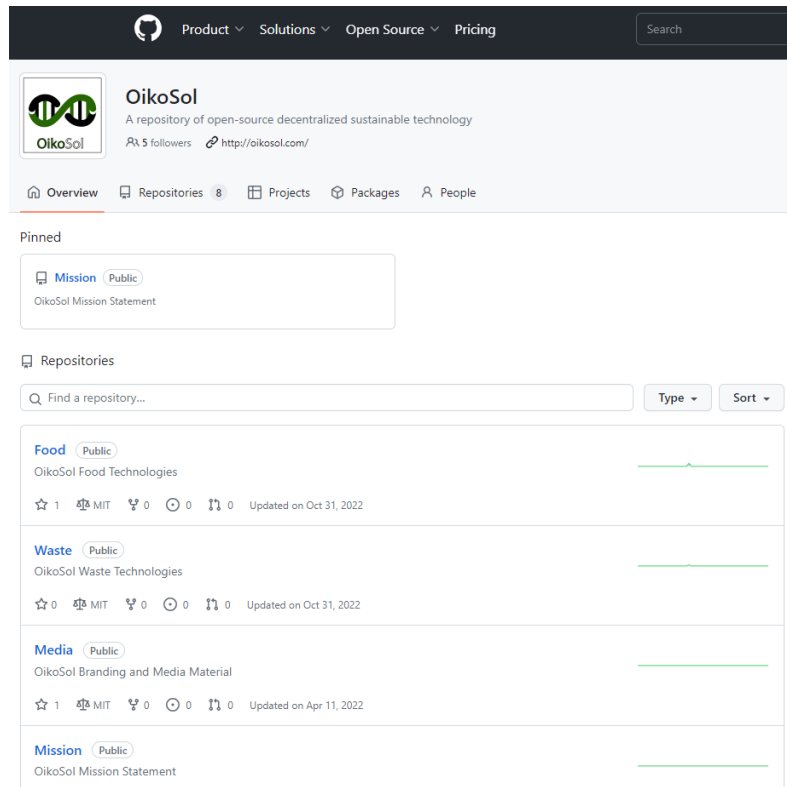 Product Solutions Open Source Pricing Search
OikoSol
OikoSol
A repository of open-source decentralized sustainable technology
5 followers http://oikosol.com/
Overview Repositories 8 Projects Packages People
Pinned
Mission Public
OikoSol Mission Statement
Repositories
Find a repository... Type Sort
Food Public
OikoSol Food Technologies
1 MIT 0 0 0 Updated on Oct 31, 2022
Waste Public
OikoSol Waste Technologies
0 MIT 0 0 0 Updated on Oct 31, 2022
Media Public
OikoSol Branding and Media Material
1 MIT 0 0 0 Updated on Apr 11, 2022
Mission Public
OikoSol Mission Statement